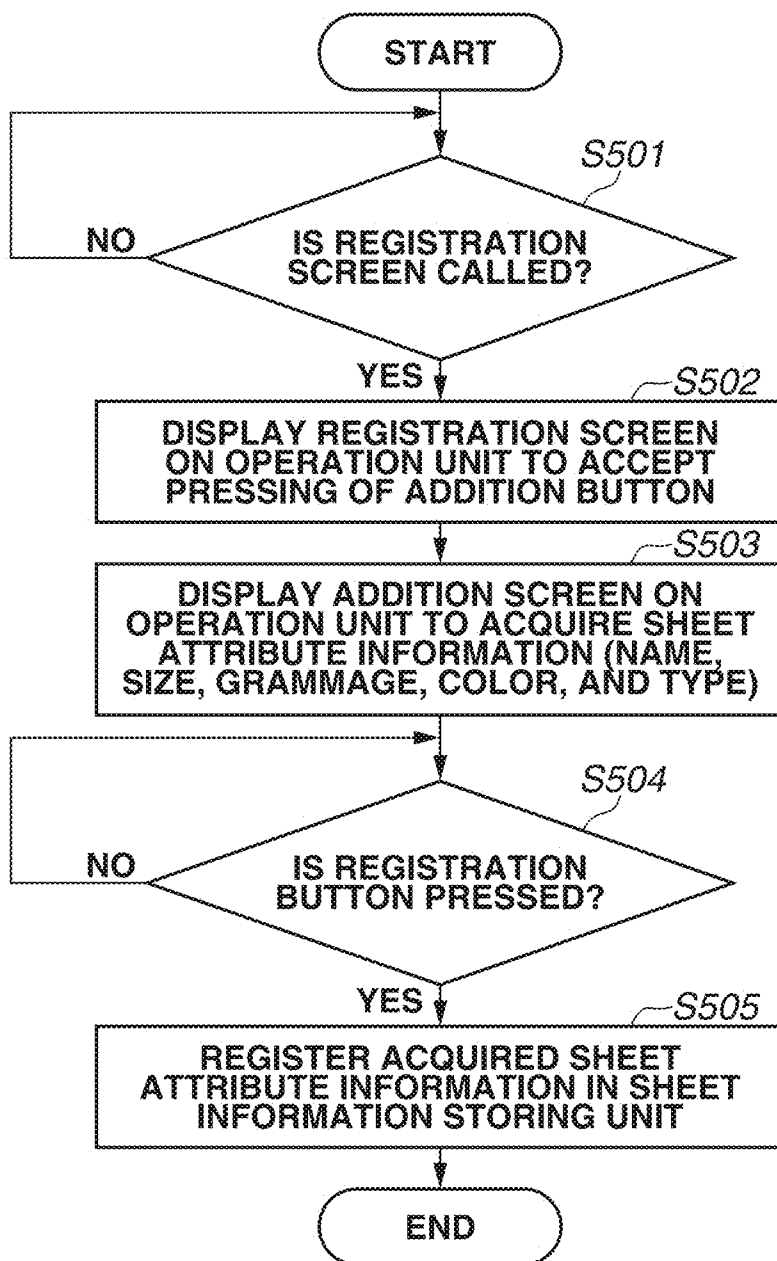 START
S501
NO
IS REGISTRATION
SCREEN CALLED?
YES
S502
DISPLAY REGISTRATION SCREEN
ON OPERATION UNIT TO ACCEPT
PRESSING OF ADDITION BUTTON
S503
DISPLAY ADDITION SCREEN ON
OPERATION UNIT TO ACQUIRE SHEET
ATTRIBUTE INFORMATION (NAME,
SIZE, GRAMMAGE, COLOR, AND TYPE)
S504
NO
IS REGISTRATION
BUTTON PRESSED?
YES
S505
REGISTER ACQUIRED SHEET
ATTRIBUTE INFORMATION IN SHEET
INFORMATION STORING UNIT
END